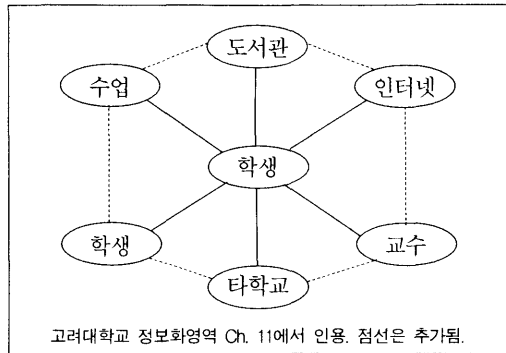 도서관
수업
인터넷
학생
학생
교수
타학교
고려대학교 정보화영역 Ch. 11에서 인용. 점선은 추가됨.